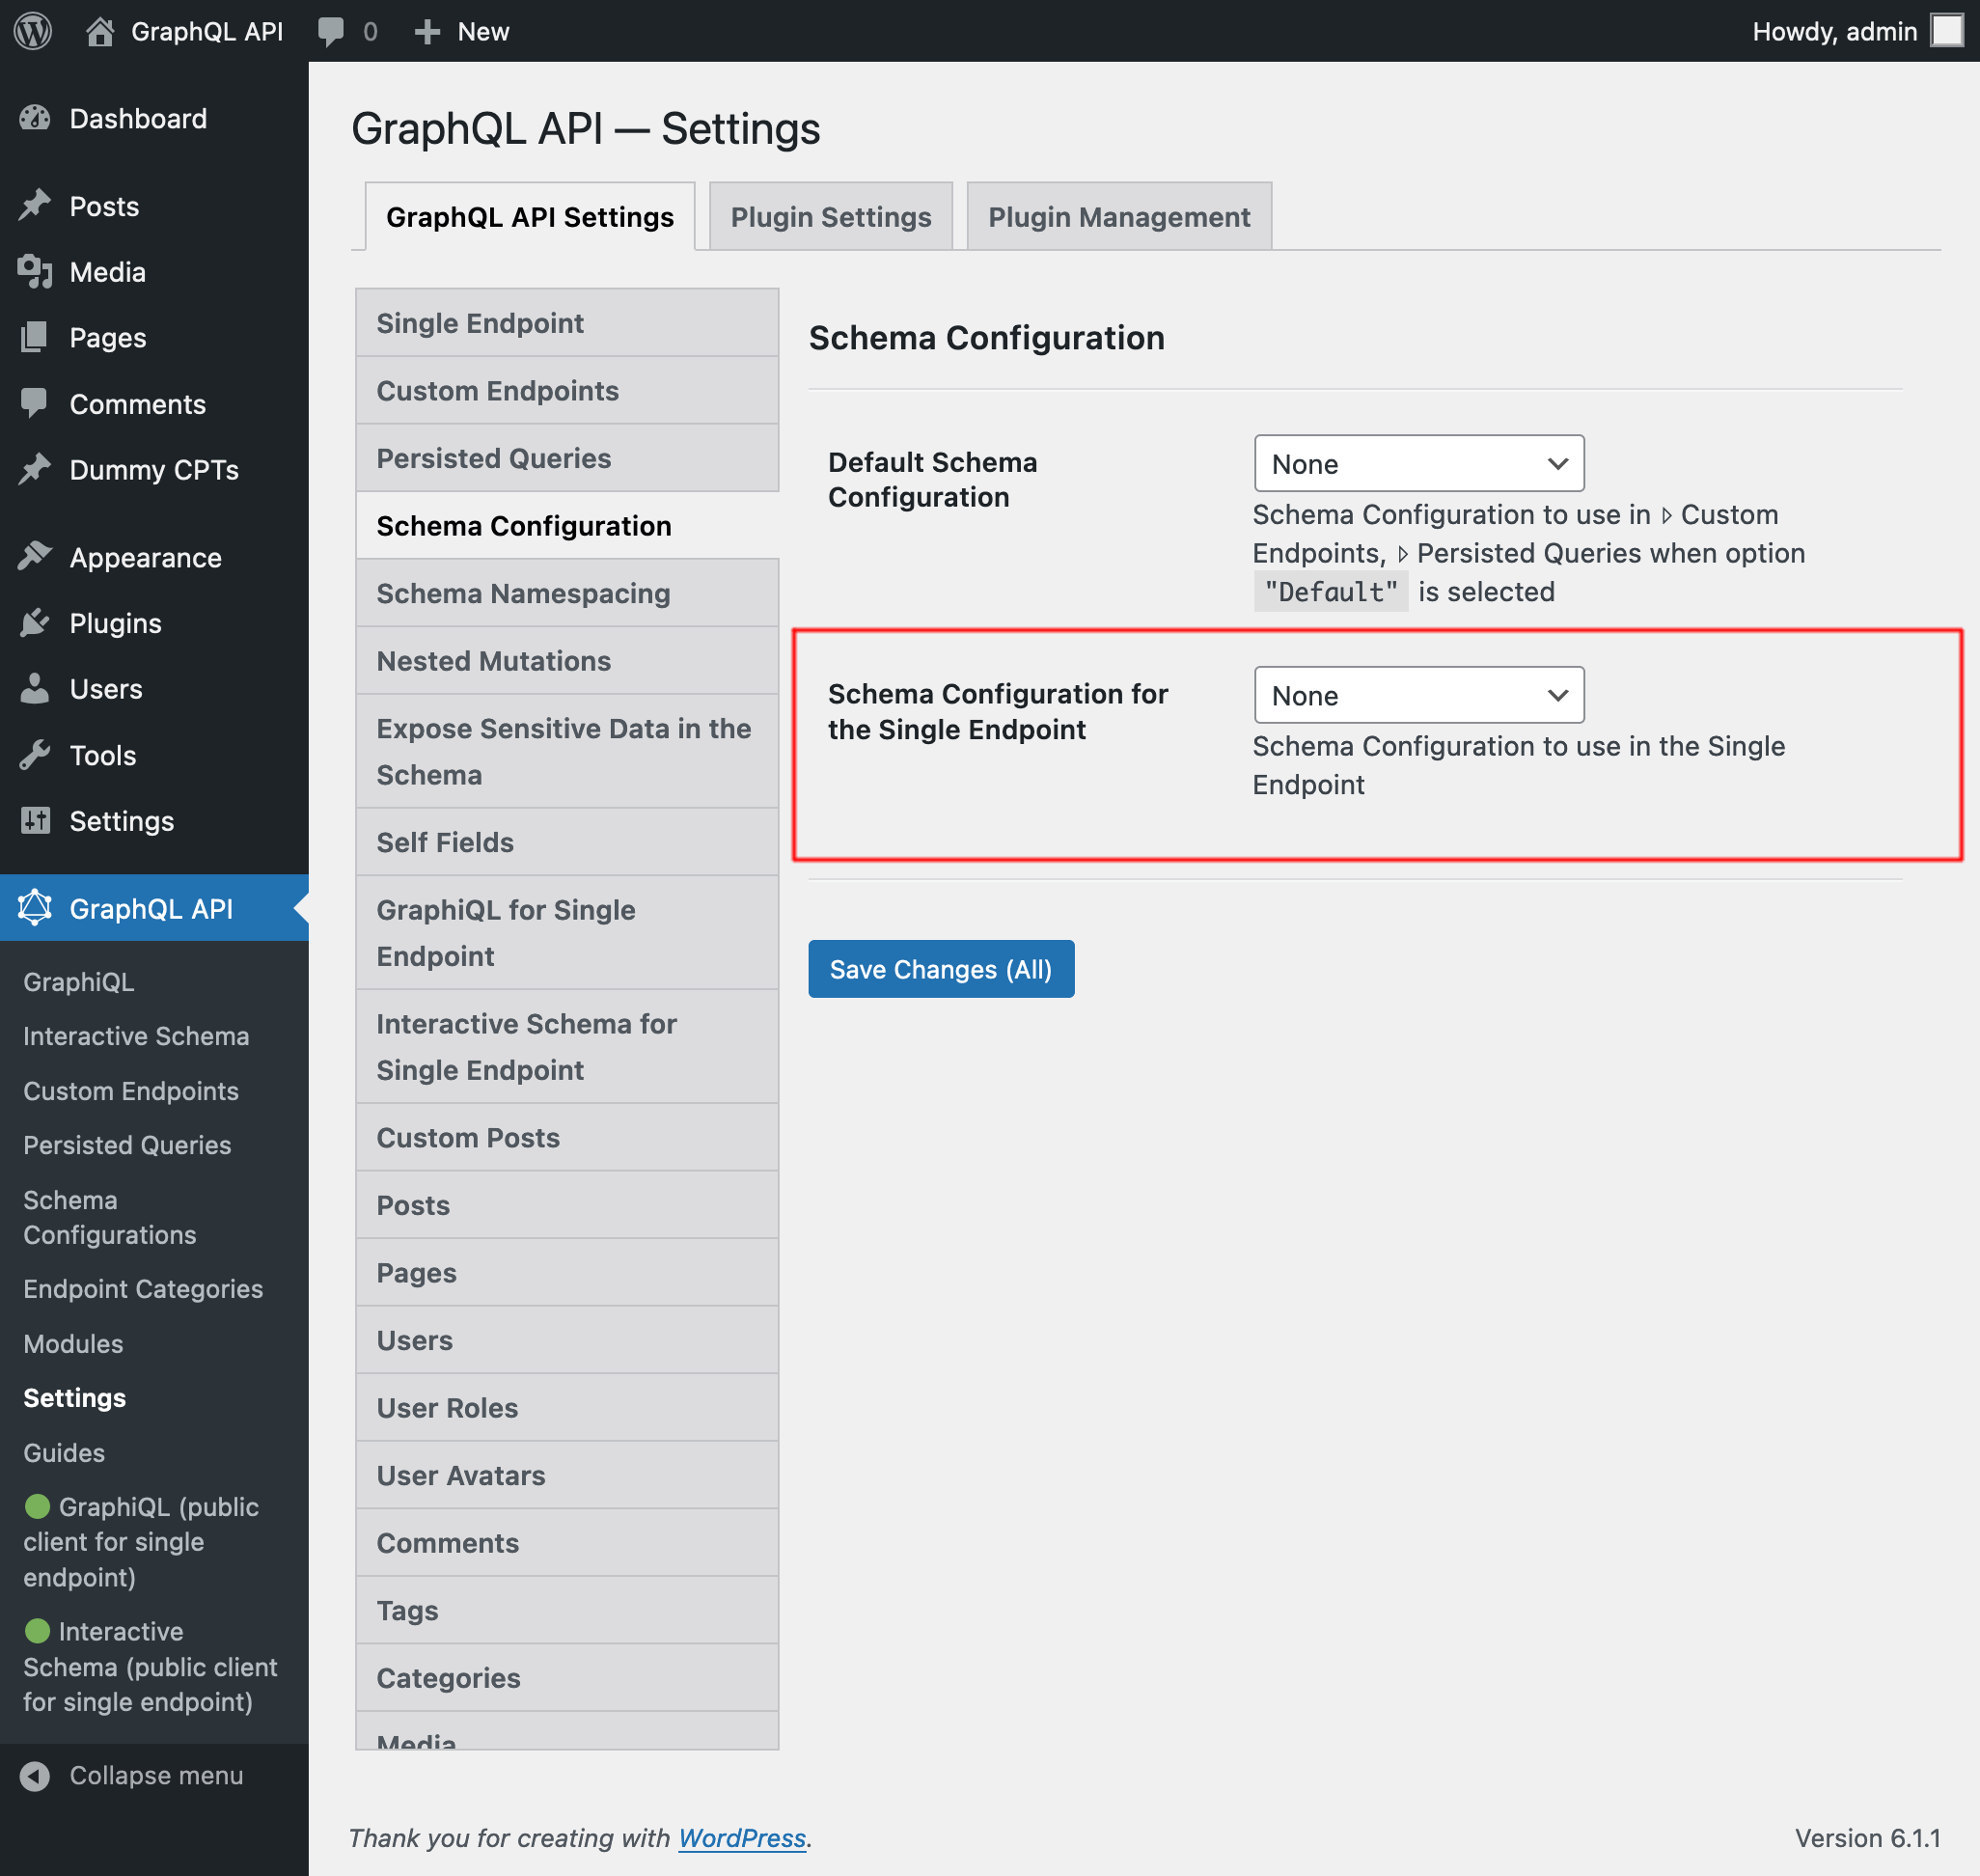 GraphQL API
0
New
Howdy, admin
Dashboard
Posts
Media
Pages
Comments
Dummy CPTs
Appearance
Plugins
Users
Tools
Settings
GraphQL API
GraphiQL
Interactive Schema
Custom Endpoints
Persisted Queries
Schema
Configurations
Endpoint Categories
Modules
Settings
Guides
GraphiQL (public
client for single
endpoint)
Interactive
Schema (public client
for single endpoint)
Collapse menu
GraphQL API — Settings
GraphQL API Settings
Plugin Settings
Plugin Management
Single Endpoint
Custom Endpoints
Persisted Queries
Schema Configuration
Schema Namespacing
Nested Mutations
Expose Sensitive Data in the
Schema
Self Fields
GraphiQL for Single
Endpoint
Interactive Schema for
Single Endpoint
Custom Posts
Posts
Pages
Users
User Roles
User Avatars
Comments
Tags
Categories
Media
Schema Configuration
Default Schema
Configuration
None
Schema Configuration to use in ▹ Custom
Endpoints, ▹ Persisted Queries when option
"Default" is selected
Schema Configuration for
the Single Endpoint
None
Schema Configuration to use in the Single
Endpoint
Save Changes (All)
Thank you for creating with WordPress.
Version 6.1.1